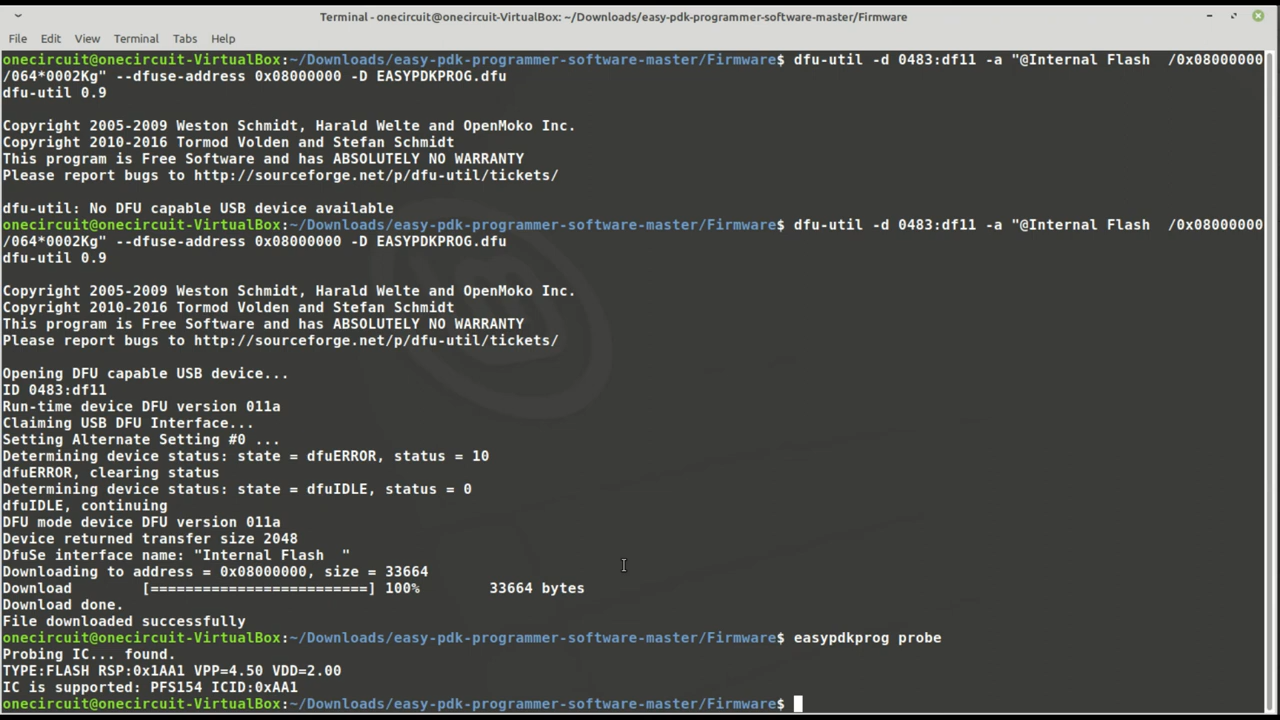 Terminal - onecircuit@onecircuit-VirtualBox: ~/Downloads/easy-pdk-programmer-software-master/Firmware
File Edit View Terminal Tabs Help
onecircuit@onecircuit-VirtualBox:~/Downloads/easy-pdk-programmer-software-master/Firmware$ dfu-util -d 0483:df11 -a "@Internal Flash  /0x08000000
/064*0002Kg" --dfuse-address 0x08000000 -D EASYPDKPROG.dfu
dfu-util 0.9
Copyright 2005-2009 Weston Schmidt, Harald Welte and OpenMoko Inc.
Copyright 2010-2016 Tormod Volden and Stefan Schmidt
This program is Free Software and has ABSOLUTELY NO WARRANTY
Please report bugs to http://sourceforge.net/p/dfu-util/tickets/
dfu-util: No DFU capable USB device available
onecircuit@onecircuit-VirtualBox:~/Downloads/easy-pdk-programmer-software-master/Firmware$ dfu-util -d 0483:df11 -a "@Internal Flash  /0x08000000
/064*0002Kg" --dfuse-address 0x08000000 -D EASYPDKPROG.dfu
dfu-util 0.9
Copyright 2005-2009 Weston Schmidt, Harald Welte and OpenMoko Inc.
Copyright 2010-2016 Tormod Volden and Stefan Schmidt
This program is Free Software and has ABSOLUTELY NO WARRANTY
Please report bugs to http://sourceforge.net/p/dfu-util/tickets/
Opening DFU capable USB device...
ID 0483:df11
Run-time device DFU version 011a
Claiming USB DFU Interface...
Setting Alternate Setting #0 ...
Determining device status: state = dfuERROR, status = 10
dfuERROR, clearing status
Determining device status: state = dfuIDLE, status = 0
dfuIDLE, continuing
DFU mode device DFU version 011a
Device returned transfer size 2048
DfuSe interface name: "Internal Flash  "
Downloading to address = 0x08000000, size = 33664
Download        [=========================] 100%        33664 bytes
Download done.
File downloaded successfully
onecircuit@onecircuit-VirtualBox:~/Downloads/easy-pdk-programmer-software-master/Firmware$ easypdkprog probe
Probing IC... found.
TYPE:FLASH RSP:0x1AA1 VPP=4.50 VDD=2.00
IC is supported: PFS154 ICID:0xAA1
onecircuit@onecircuit-VirtualBox:~/Downloads/easy-pdk-programmer-software-master/Firmware$